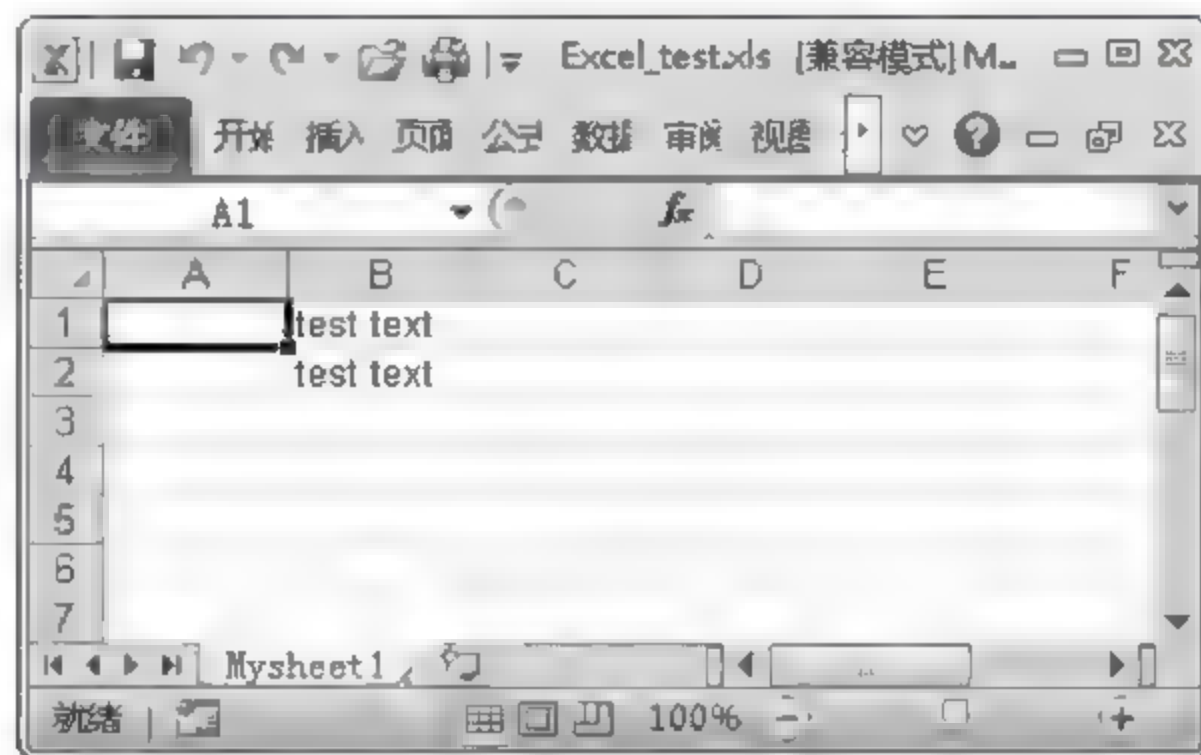 Excel_test.xls [兼容模式] M...
文件 开始 插入 页面 公式 数据 审阅 视图
A1 fx
A B C D E F
1 test text
2 test text
3
4
5
6
7
Mysheet1
就绪 100%